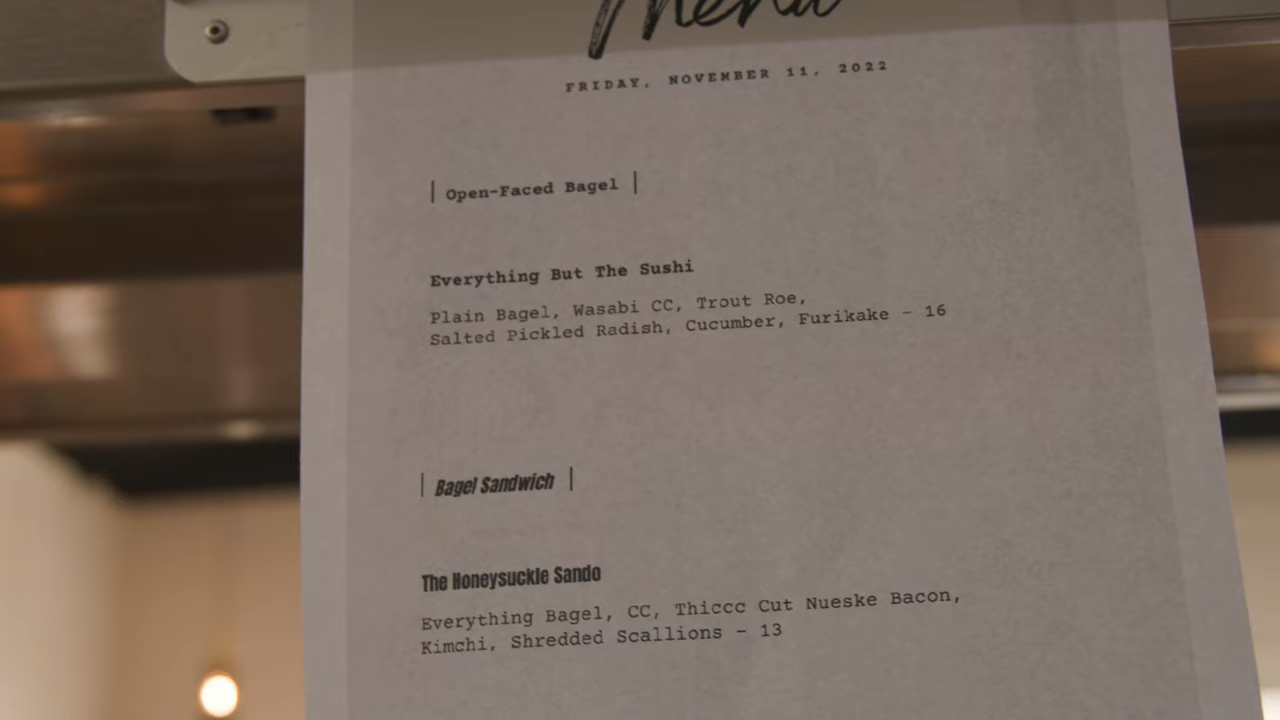 Menu
FRIDAY, NOVEMBER 11, 2022
| Open-Faced Bagel |
Everything But The Sushi
Plain Bagel, Wasabi CC, Trout Roe,
Salted Pickled Radish, Cucumber, Furikake - 16
| Bagel Sandwich |
The Honeysuckle Sando
Everything Bagel, CC, Thiccc Cut Nueske Bacon,
Kimchi, Shredded Scallions - 13